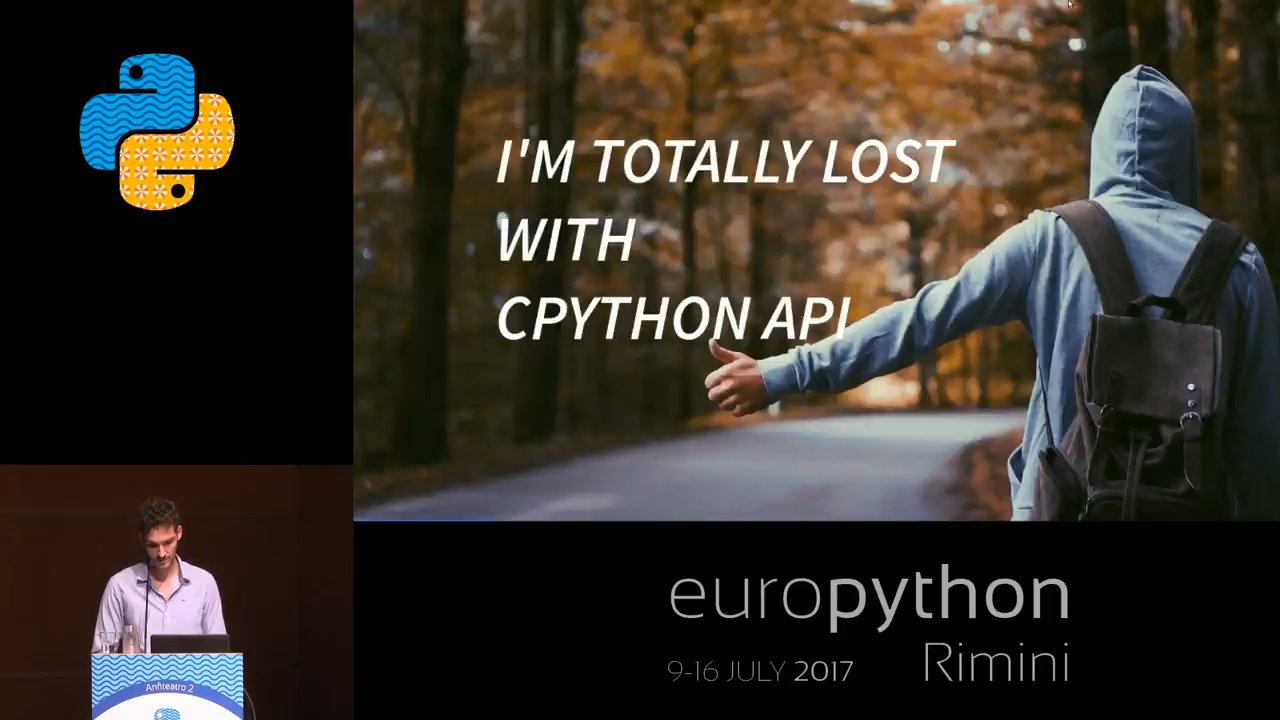 I'M TOTALLY LOST
WITH
CPYTHON API
europython
9-16 JULY 2017
Rimini
Anfiteatro 2